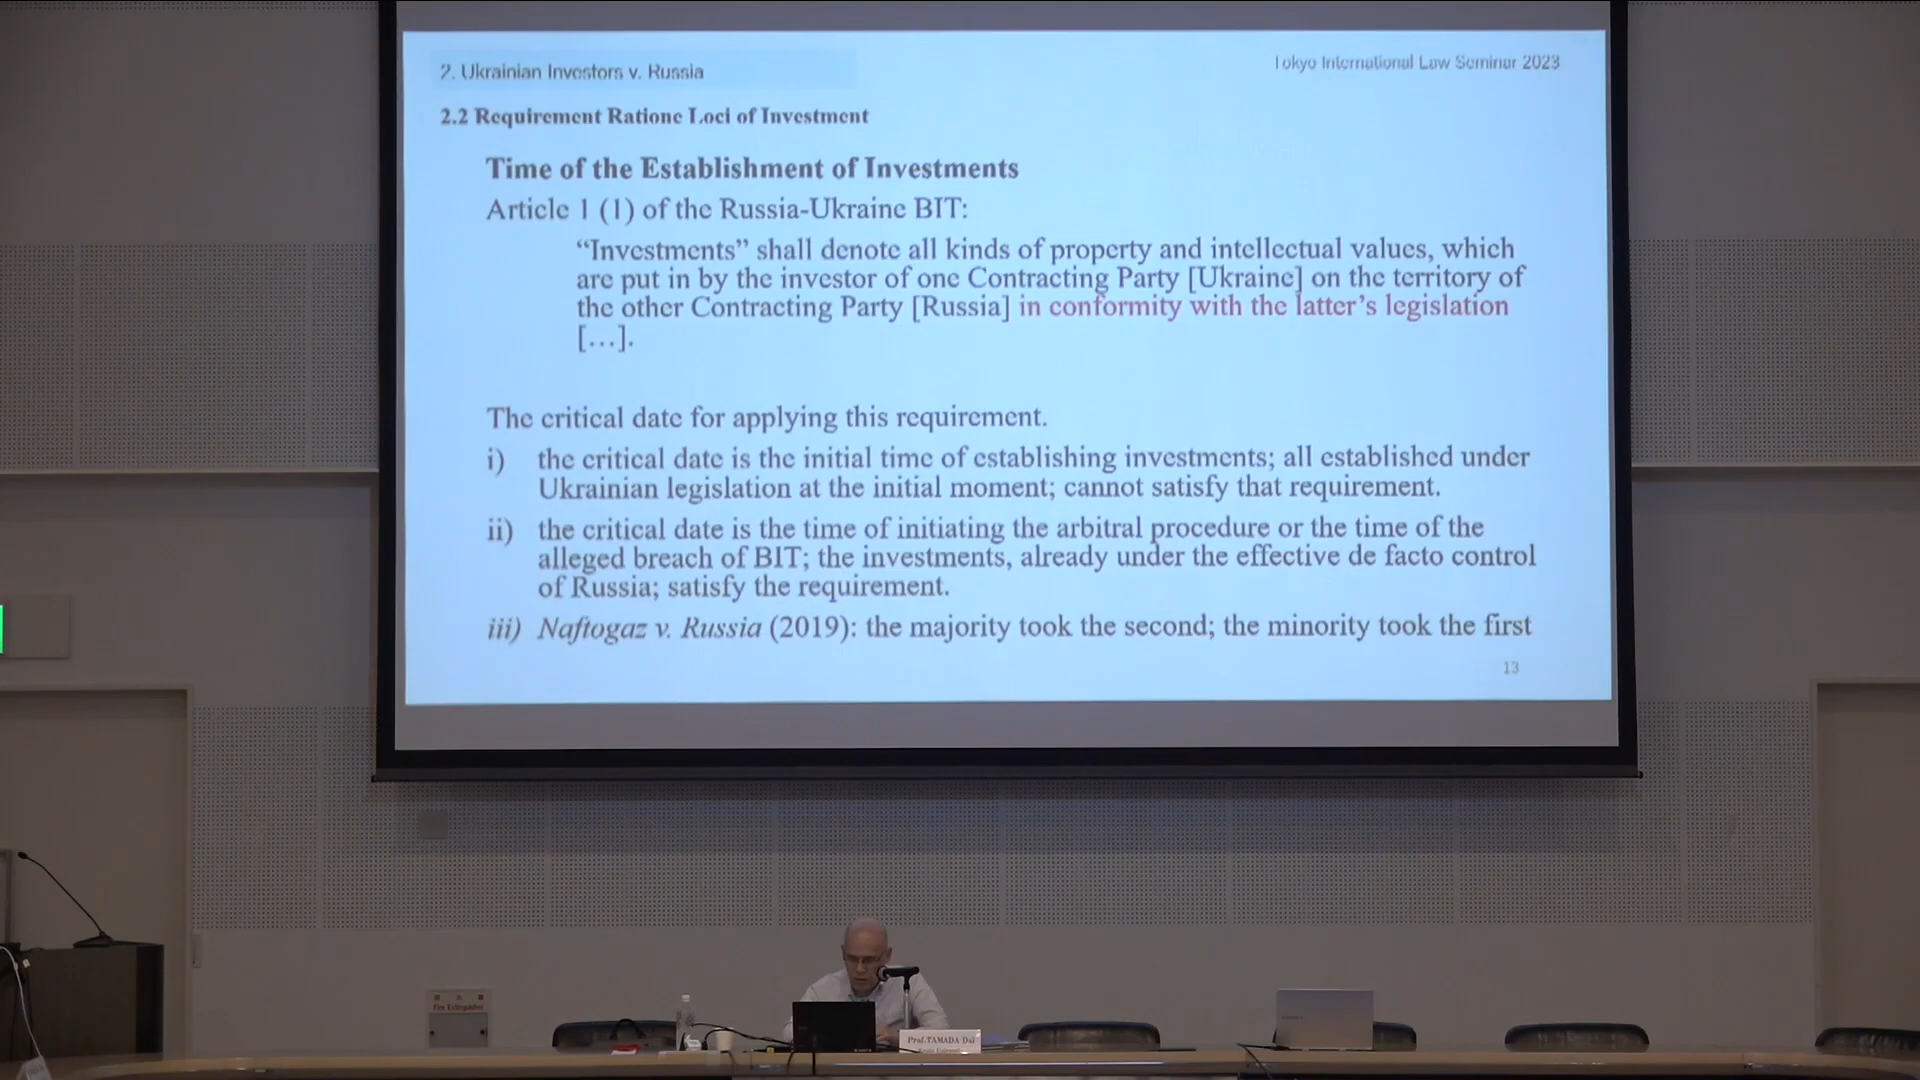 2. Ukrainian Investors v. Russia
Tokyo International Law Seminar 2023
2.2 Requirement Ratione Loci of Investment
Time of the Establishment of Investments
Article 1 (1) of the Russia-Ukraine BIT:
“Investments” shall denote all kinds of property and intellectual values, which
are put in by the investor of one Contracting Party [Ukraine] on the territory of
the other Contracting Party [Russia] in conformity with the latter’s legislation
[…].
The critical date for applying this requirement.
i) the critical date is the initial time of establishing investments; all established under
Ukrainian legislation at the initial moment; cannot satisfy that requirement.
ii) the critical date is the time of initiating the arbitral procedure or the time of the
alleged breach of BIT; the investments, already under the effective de facto control
of Russia; satisfy the requirement.
iii) Naftogaz v. Russia (2019): the majority took the second; the minority took the first
13
Fire Extinguisher
Prof.TAMADA Dai